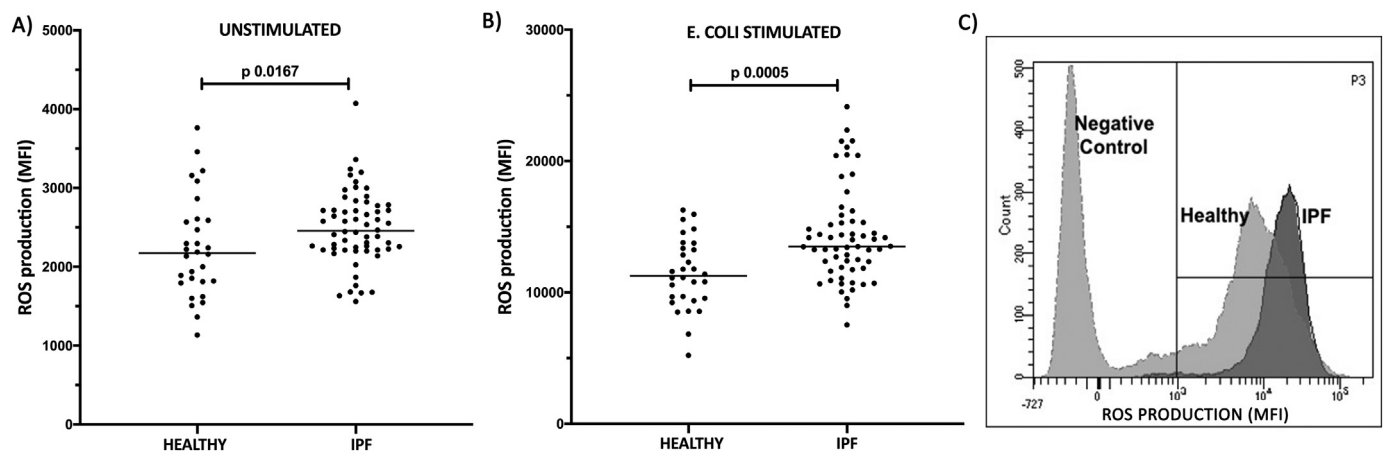 A)
UNSTIMULATED
p 0.0167
ROS production (MFI)
5000
4000
3000
2000
1000
0
HEALTHY IPF
B)
E. COLI STIMULATED
p 0.0005
ROS production (MFI)
30000
20000
10000
0
HEALTHY IPF
C)
P3
Count
500
400
300
200
100
0
Negative
Control
Healthy IPF
-727 0 10³ 10⁴ 10⁵
ROS PRODUCTION (MFI)